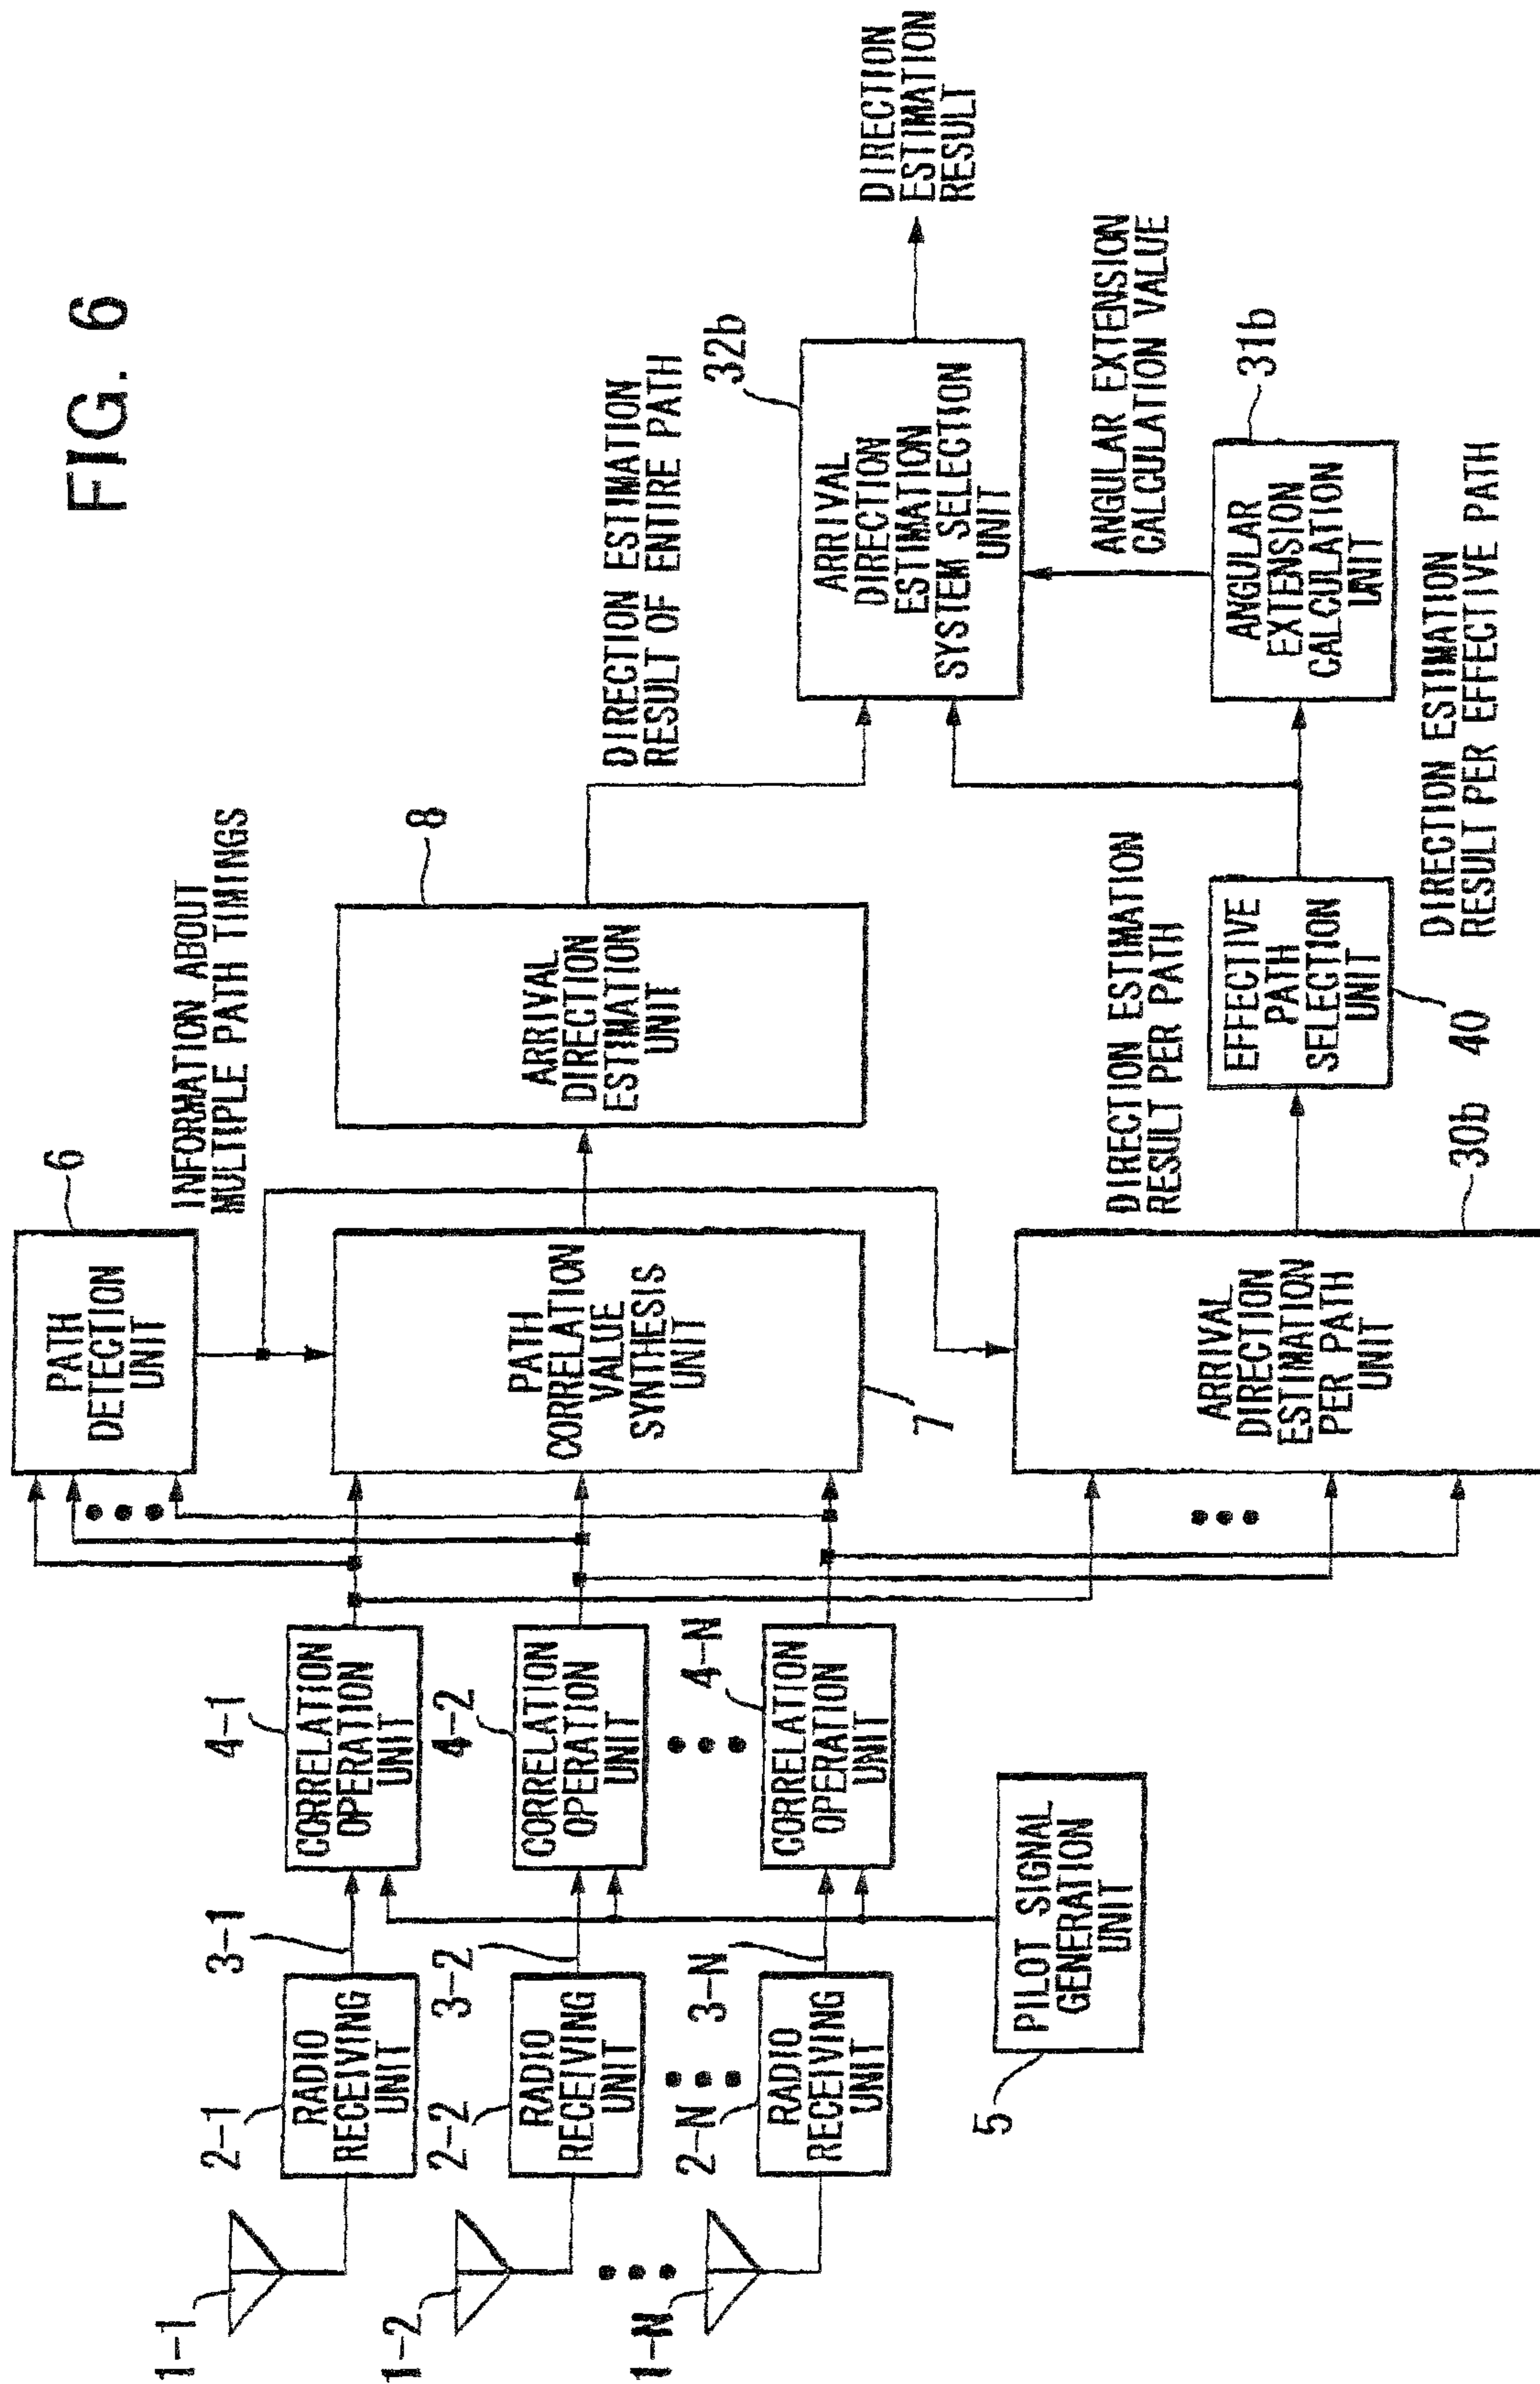 FIG. 6
1-1
2-1
RADIO
RECEIVING
UNIT
3-1
4-1
CORRELATION
OPERATION
UNIT
1-2
2-2
RADIO
RECEIVING
UNIT
3-2
4-2
CORRELATION
OPERATION
UNIT
1-N
2-N
RADIO
RECEIVING
UNIT
3-N
4-N
CORRELATION
OPERATION
UNIT
5
PILOT SIGNAL
GENERATION
UNIT
6
PATH
DETECTION
UNIT
INFORMATION ABOUT
MULTIPLE PATH TIMINGS
PATH
CORRELATION
VALUE
SYNTHESIS
UNIT
7
8
ARRIVAL
DIRECTION
ESTIMATION
UNIT
DIRECTION ESTIMATION
RESULT OF ENTIRE PATH
ARRIVAL
DIRECTION
ESTIMATION
PER PATH
UNIT
30b
DIRECTION ESTIMATION
RESULT PER PATH
EFFECTIVE
PATH
SELECTION
UNIT
40
DIRECTION ESTIMATION
RESULT PER EFFECTIVE PATH
ANGULAR
EXTENSION
CALCULATION
UNIT
31b
ANGULAR EXTENSION
CALCULATION VALUE
32b
ARRIVAL
DIRECTION
ESTIMATION
SYSTEM SELECTION
UNIT
DIRECTION
ESTIMATION
RESULT